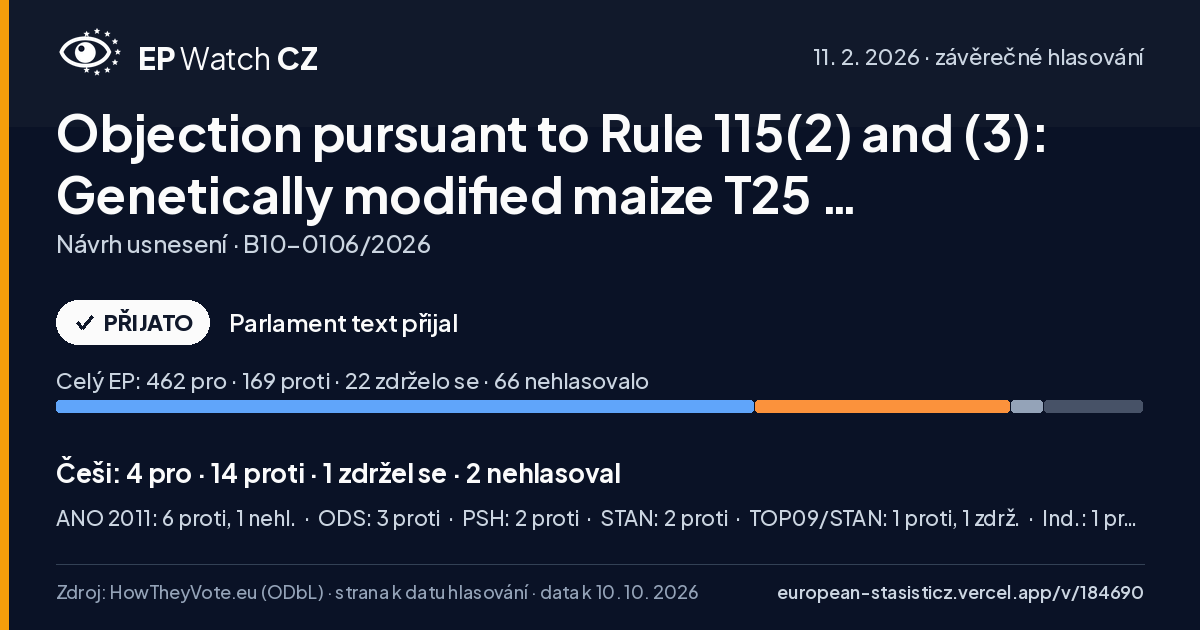 EP Watch CZ
11. 2. 2026 · závěrečné hlasování
Objection pursuant to Rule 115(2) and (3):
Genetically modified maize T25 …
Návrh usnesení · B10–0106/2026
✓ PŘIJATO
Parlament text přijal
Celý EP: 462 pro · 169 proti · 22 zdrželo se · 66 nehlasovalo
Češi: 4 pro · 14 proti · 1 zdržel se · 2 nehlasoval
ANO 2011: 6 proti, 1 nehl. · ODS: 3 proti · PSH: 2 proti · STAN: 2 proti · TOP09/STAN: 1 proti, 1 zdrž. · Ind.: 1 pr…
Zdroj: HowTheyVote.eu (ODbL) · strana k datu hlasování · data k 10. 10. 2026
european-stasisticz.vercel.app/v/184690